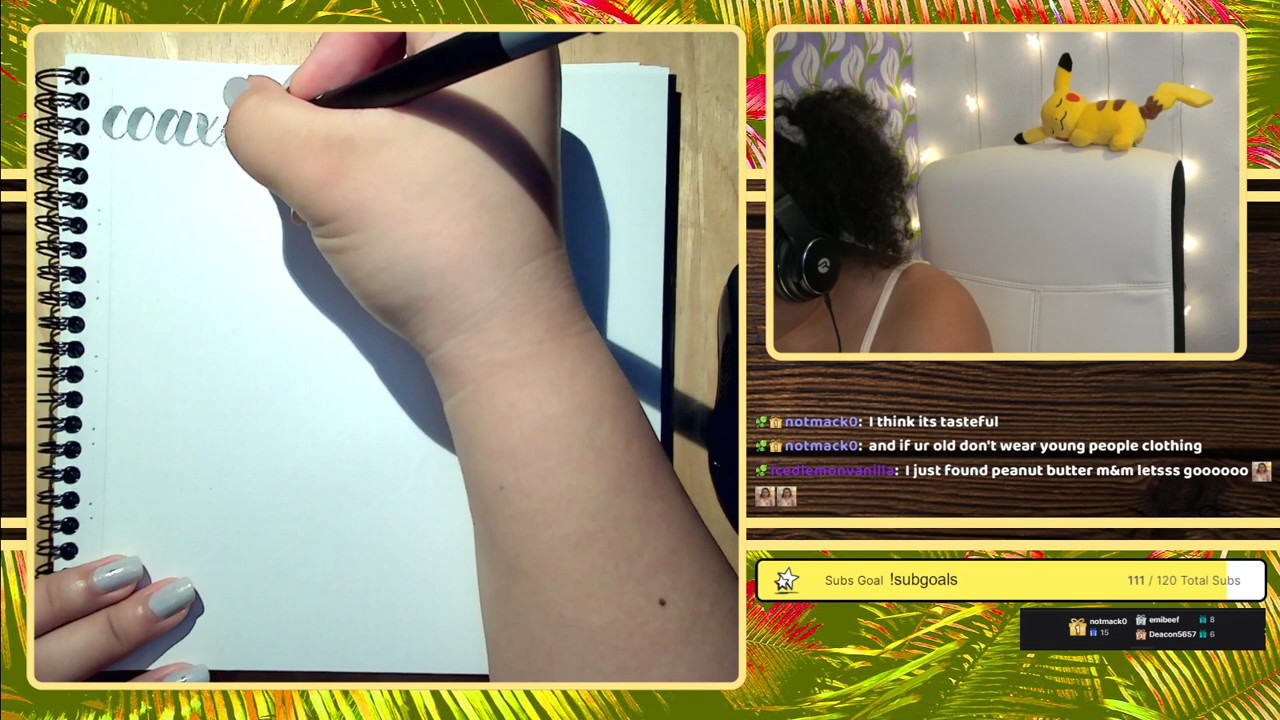 coax
notmack0: I think its tasteful
notmack0: and if ur old don't wear young people clothing
icedlemonvanilla: I just found peanut butter m&m letsss goooooo
Subs Goal !subgoals 111 / 120 Total Subs
1 notmack0 15 emibeef 8
Deacon5657 6